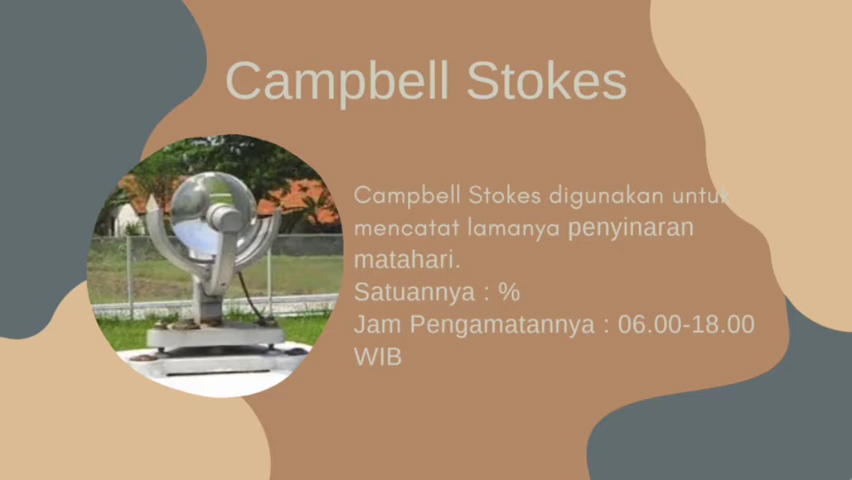 Campbell Stokes
Campbell Stokes digunakan untuk
mencatat lamanya penyinaran
matahari.
Satuannya : %
Jam Pengamatannya : 06.00-18.00
WIB